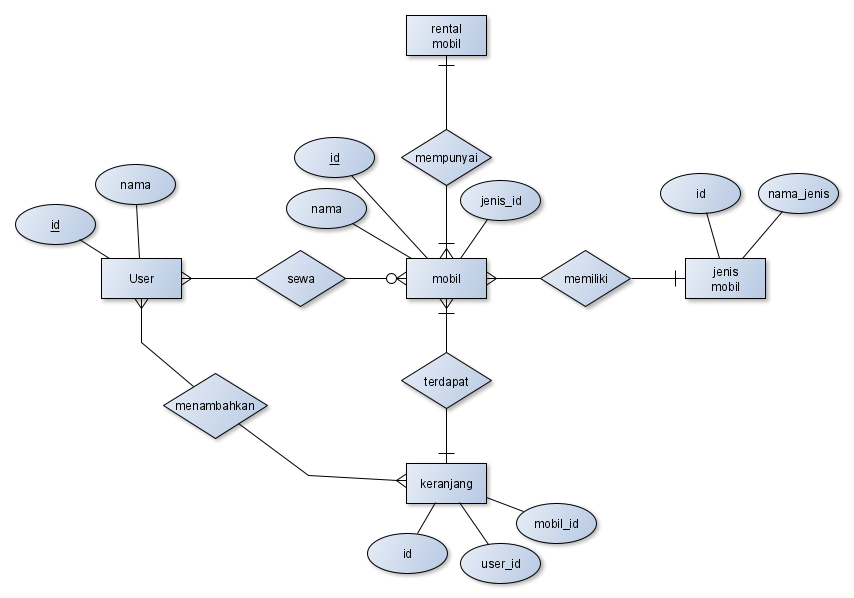 rental
mobil
mempunyai
id
nama
jenis_id
id
nama_jenis
nama
id
User
sewa
mobil
memiliki
jenis
mobil
terdapat
menambahkan
keranjang
mobil_id
id
user_id